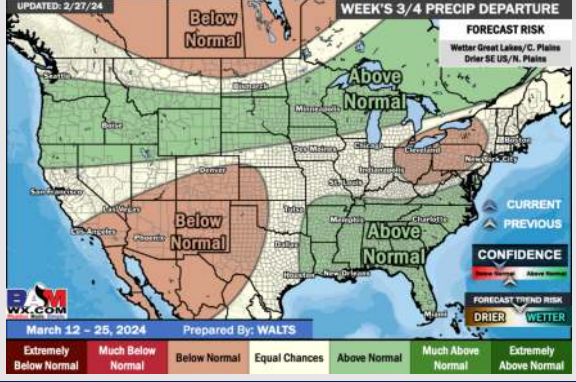 UPDATED: 2/27/24
WEEK'S 3/4 PRECIP DEPARTURE
FORECAST RISK
Wetter Great Lakes/C. Plains
Drier SE US/N. Plains
Below
Normal
Above
Normal
Seattle
Bismarck
Minneapolis
Boise
Des Moines
Chicago
Cleveland
Boston
New York City
Denver
Indianapolis
St. Louis
San Francisco
Las Vegas
Los Angeles
Phoenix
Below
Normal
Tulsa
Memphis
Charlotte
Above
Normal
Dallas
Houston
New Orleans
Miami
CURRENT
PREVIOUS
CONFIDENCE
Below Normal
Above Normal
FORECAST TREND RISK
DRIER
WETTER
BAM
WX.COM
March 12 - 25, 2024
Prepared By: WALTS
Extremely
Below Normal
Much Below
Normal
Below Normal
Equal Chances
Above Normal
Much Above
Normal
Extremely
Above Normal